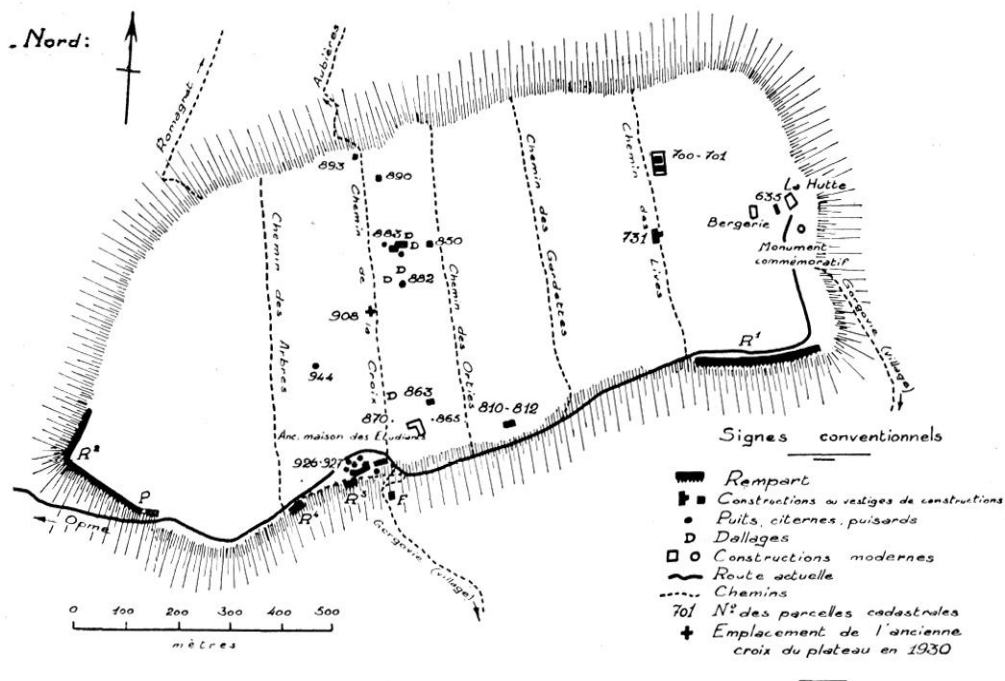 Nord:
Romagnat
Aubières
893
890
700-701
La Hutte
635
Bergerie
883
D
D
850
731
Monument
commémoratif
D
D
882
Chemin des Arbres
Chemin de la Croix
Chemin des Orties
Chemin des Gardettes
Chemin des Lives
Gergovie (village)
908
944
R1
D
863
870
865
810-812
Anc. maison des Etudiants
926-927
R2
P
R3
R4
F
Opme
Gergovie (village)
0 100 200 300 400 500
mètres
Signes conventionnels
Rempart
Constructions ou vestiges de constructions
Puits, citernes, puisards
D Dallages
Constructions modernes
Route actuelle
Chemins
701 Nos des parcelles cadastrales
Emplacement de l'ancienne
croix du plateau en 1930